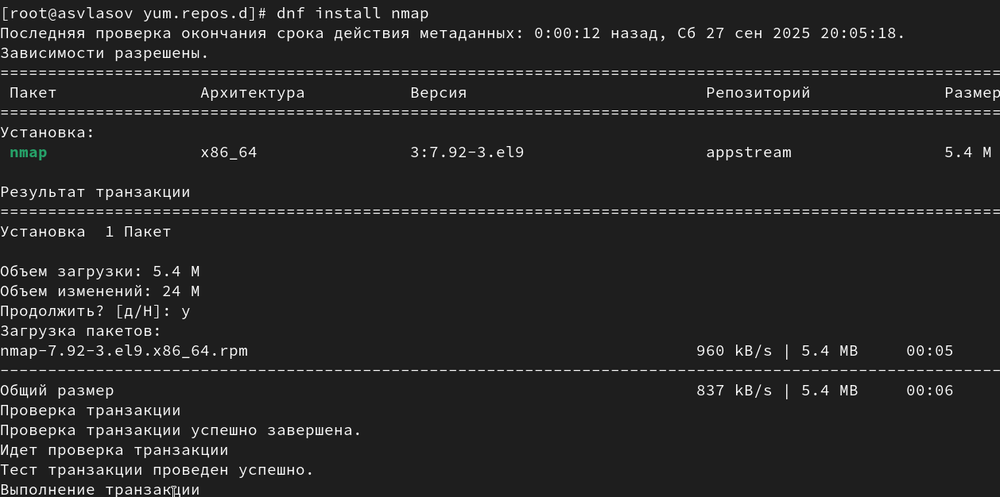 [root@asvlasov yum.repos.d]# dnf install nmap
Последняя проверка окончания срока действия метаданных: 0:00:12 назад, Сб 27 сен 2025 20:05:18.
Зависимости разрешены.
================================================================================
Пакет Архитектура Версия Репозиторий Размер
================================================================================
Установка:
nmap x86_64 3:7.92-3.el9 appstream 5.4 M
Результат транзакции
================================================================================
Установка 1 Пакет
Объем загрузки: 5.4 M
Объем изменений: 24 M
Продолжить? [д/Н]: y
Загрузка пакетов:
nmap-7.92-3.el9.x86_64.rpm 960 kB/s | 5.4 MB 00:05
--------------------------------------------------------------------------------
Общий размер 837 kB/s | 5.4 MB 00:06
Проверка транзакции
Проверка транзакции успешно завершена.
Идет проверка транзакции
Тест транзакции проведен успешно.
Выполнение транзакции